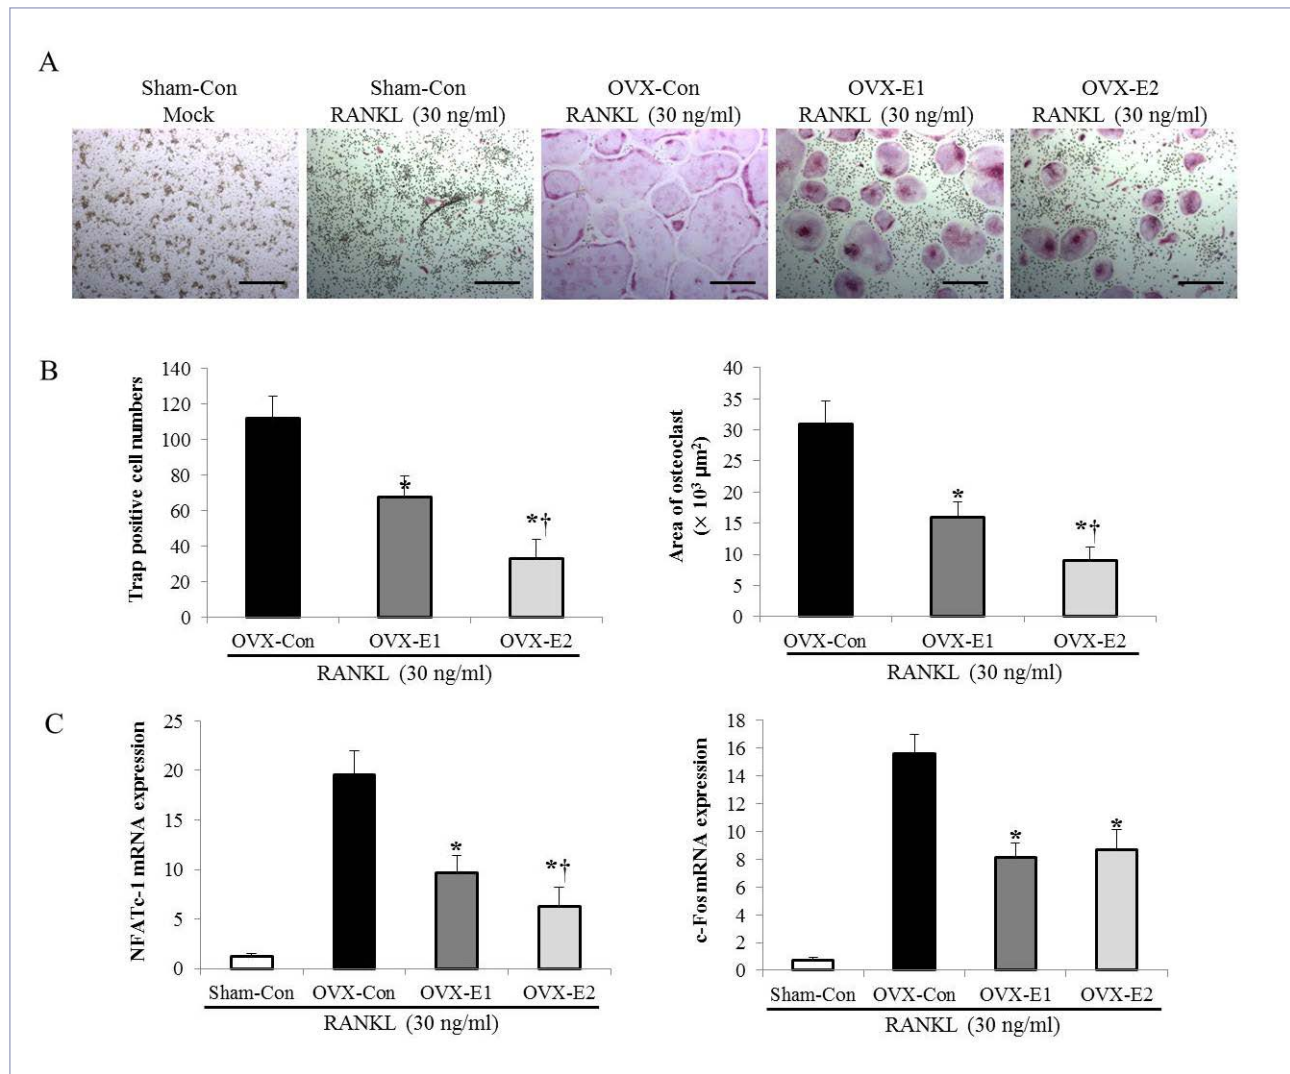 A
Sham-Con
Mock
Sham-Con
RANKL (30 ng/ml)
OVX-Con
RANKL (30 ng/ml)
OVX-E1
RANKL (30 ng/ml)
OVX-E2
RANKL (30 ng/ml)
B
Trap positive cell numbers
140
120
100
80
60
40
20
0
*
*†
OVX-Con OVX-E1 OVX-E2
RANKL (30 ng/ml)
Area of osteoclast
(× 10³ µm²)
40
35
30
25
20
15
10
5
0
*
*†
OVX-Con OVX-E1 OVX-E2
RANKL (30 ng/ml)
C
NFATc-1 mRNA expression
25
20
15
10
5
0
*
*†
Sham-Con OVX-Con OVX-E1 OVX-E2
RANKL (30 ng/ml)
c-Fos mRNA expression
18
16
14
12
10
8
6
4
2
0
*
*
Sham-Con OVX-Con OVX-E1 OVX-E2
RANKL (30 ng/ml)